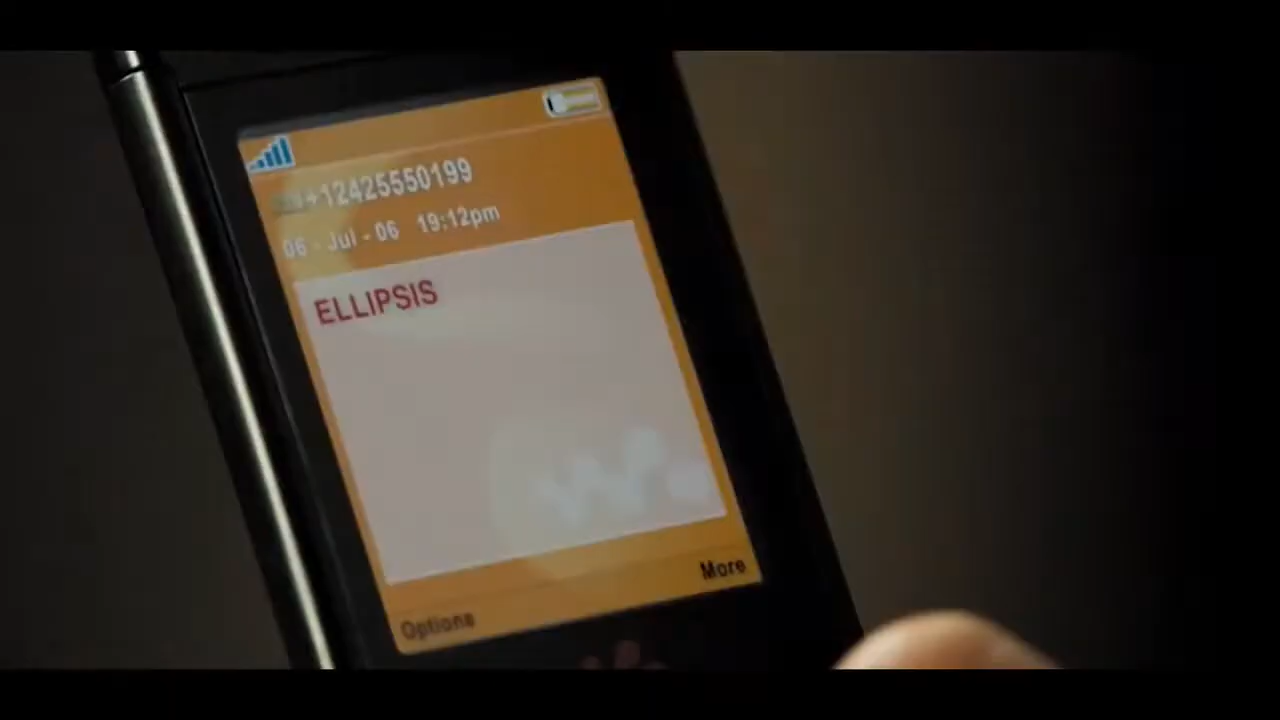 +12425550199
06 - Jul - 06 19:12pm
ELLIPSIS
More
Options